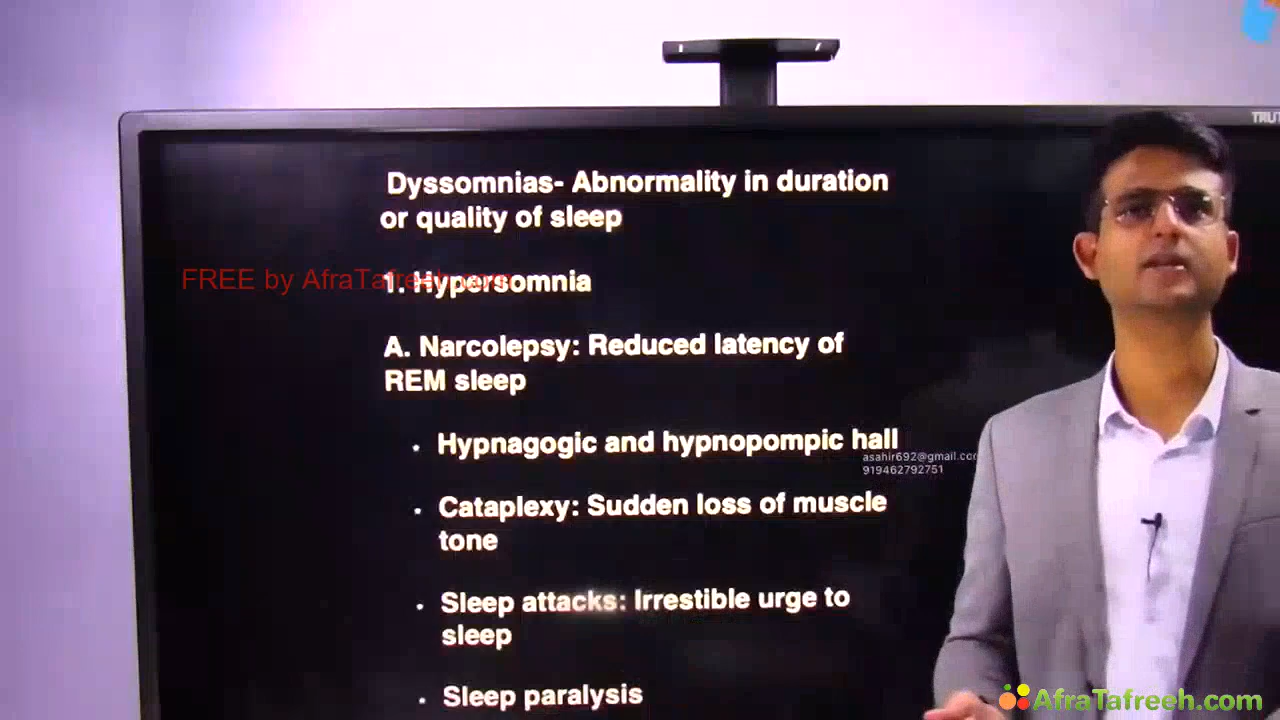 TRUT
Dyssomnias- Abnormality in duration
or quality of sleep
FREE by AfraTafreeh.com
1. Hypersomnia
A. Narcolepsy: Reduced latency of
REM sleep
• Hypnagogic and hypnopompic hall
asahir692@gmail.co
919462792751
• Cataplexy: Sudden loss of muscle
tone
• Sleep attacks: Irrestible urge to
sleep
• Sleep paralysis
AfraTafreeh.com